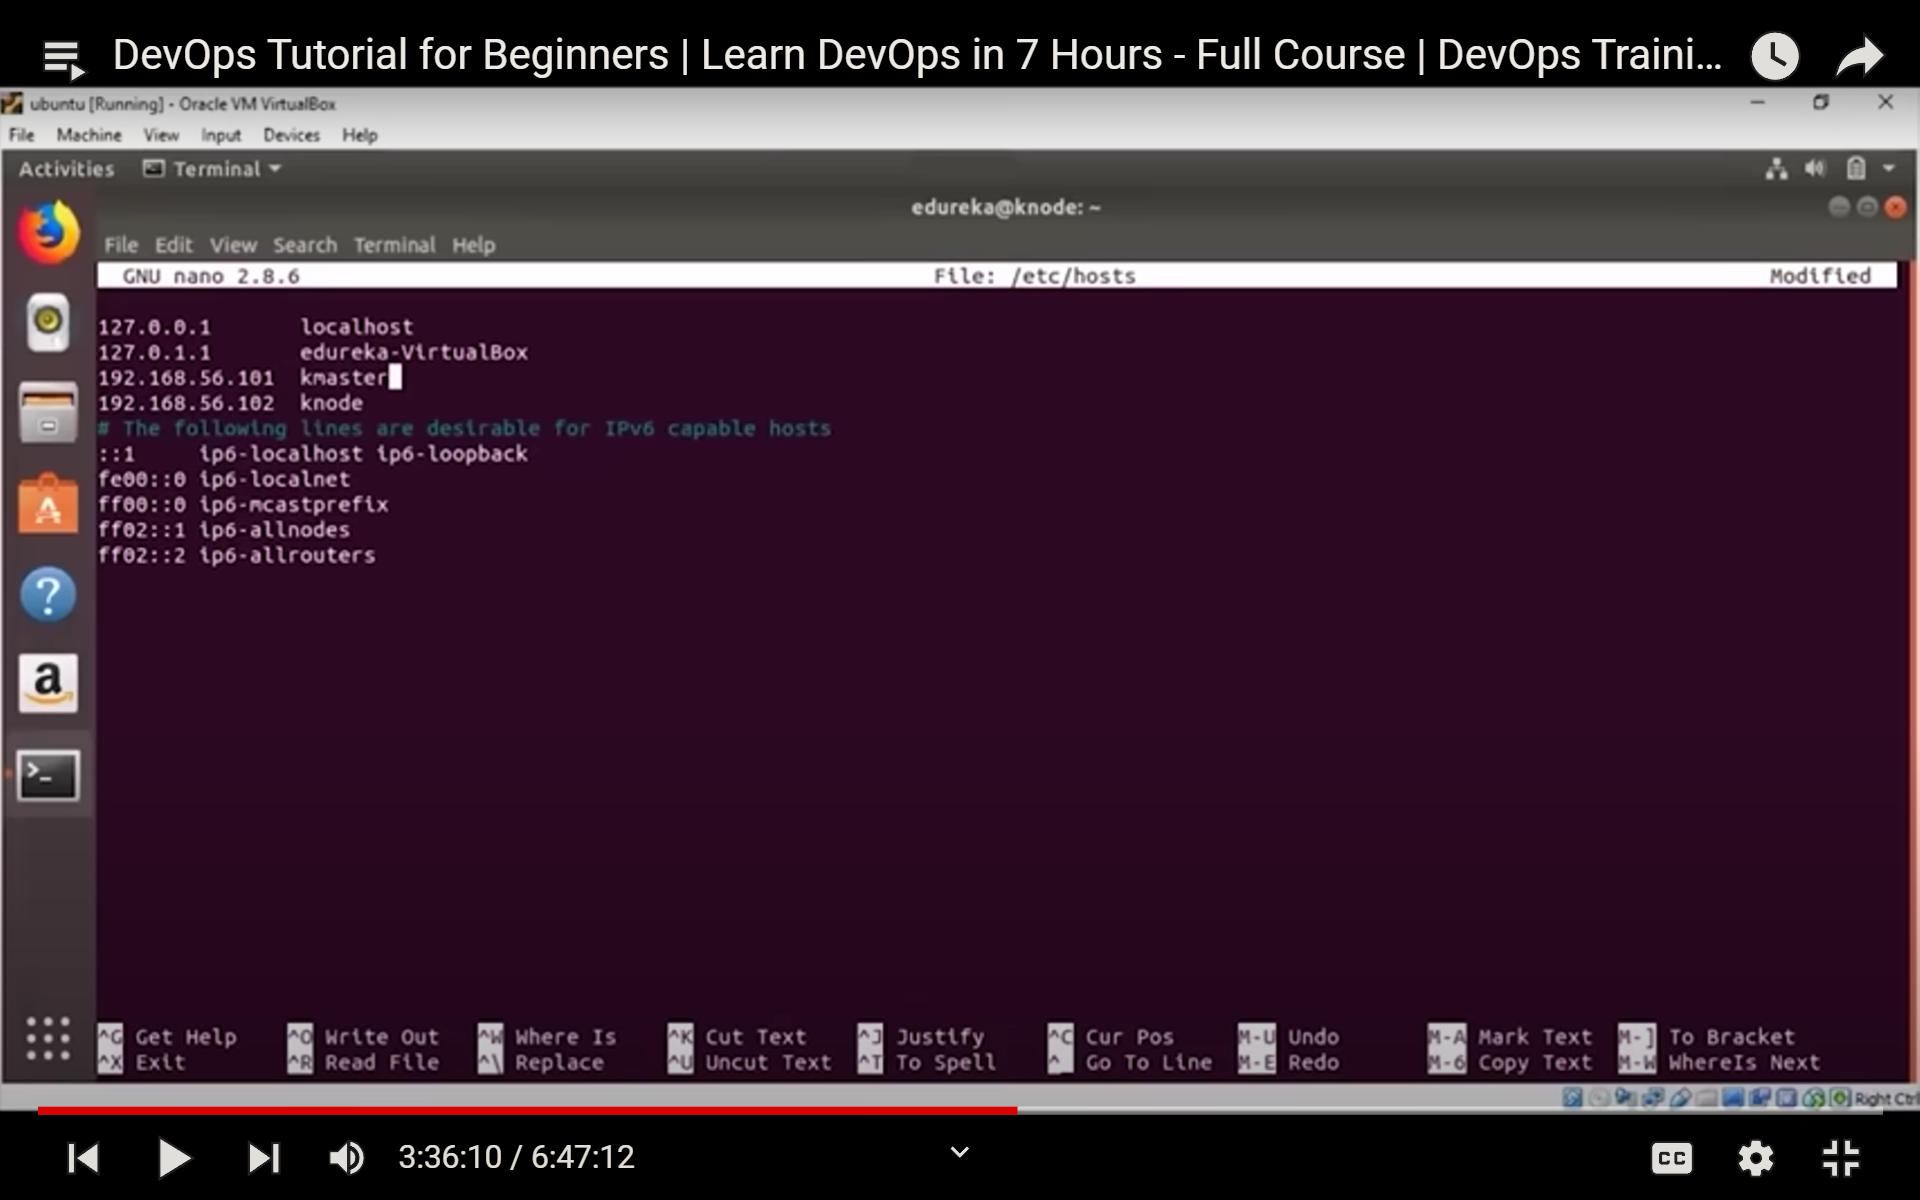 DevOps Tutorial for Beginners | Learn DevOps in 7 Hours - Full Course | DevOps Traini...
ubuntu [Running] - Oracle VM VirtualBox
File Machine View Input Devices Help
Activities Terminal
edureka@knode: ~
File Edit View Search Terminal Help
GNU nano 2.8.6 File: /etc/hosts Modified
127.0.0.1 localhost
127.0.1.1 edureka-VirtualBox
192.168.56.101 kmaster
192.168.56.102 knode
# The following lines are desirable for IPv6 capable hosts
::1 ip6-localhost ip6-loopback
fe00::0 ip6-localnet
ff00::0 ip6-mcastprefix
ff02::1 ip6-allnodes
ff02::2 ip6-allrouters
^G Get Help ^O Write Out ^W Where Is ^K Cut Text ^J Justify ^C Cur Pos M-U Undo M-A Mark Text M-] To Bracket
^X Exit ^R Read File ^\ Replace ^U Uncut Text ^T To Spell ^_ Go To Line M-E Redo M-6 Copy Text M-W WhereIs Next
Right Ctrl
3:36:10 / 6:47:12
CC